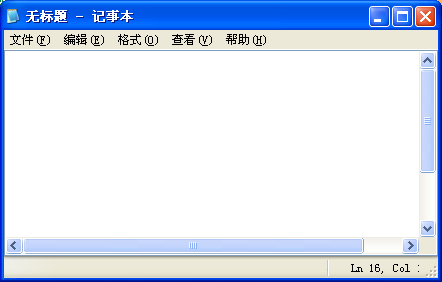 无标题 - 记事本
文件(F) 编辑(E) 格式(O) 查看(V) 帮助(H)
Ln 16, Col